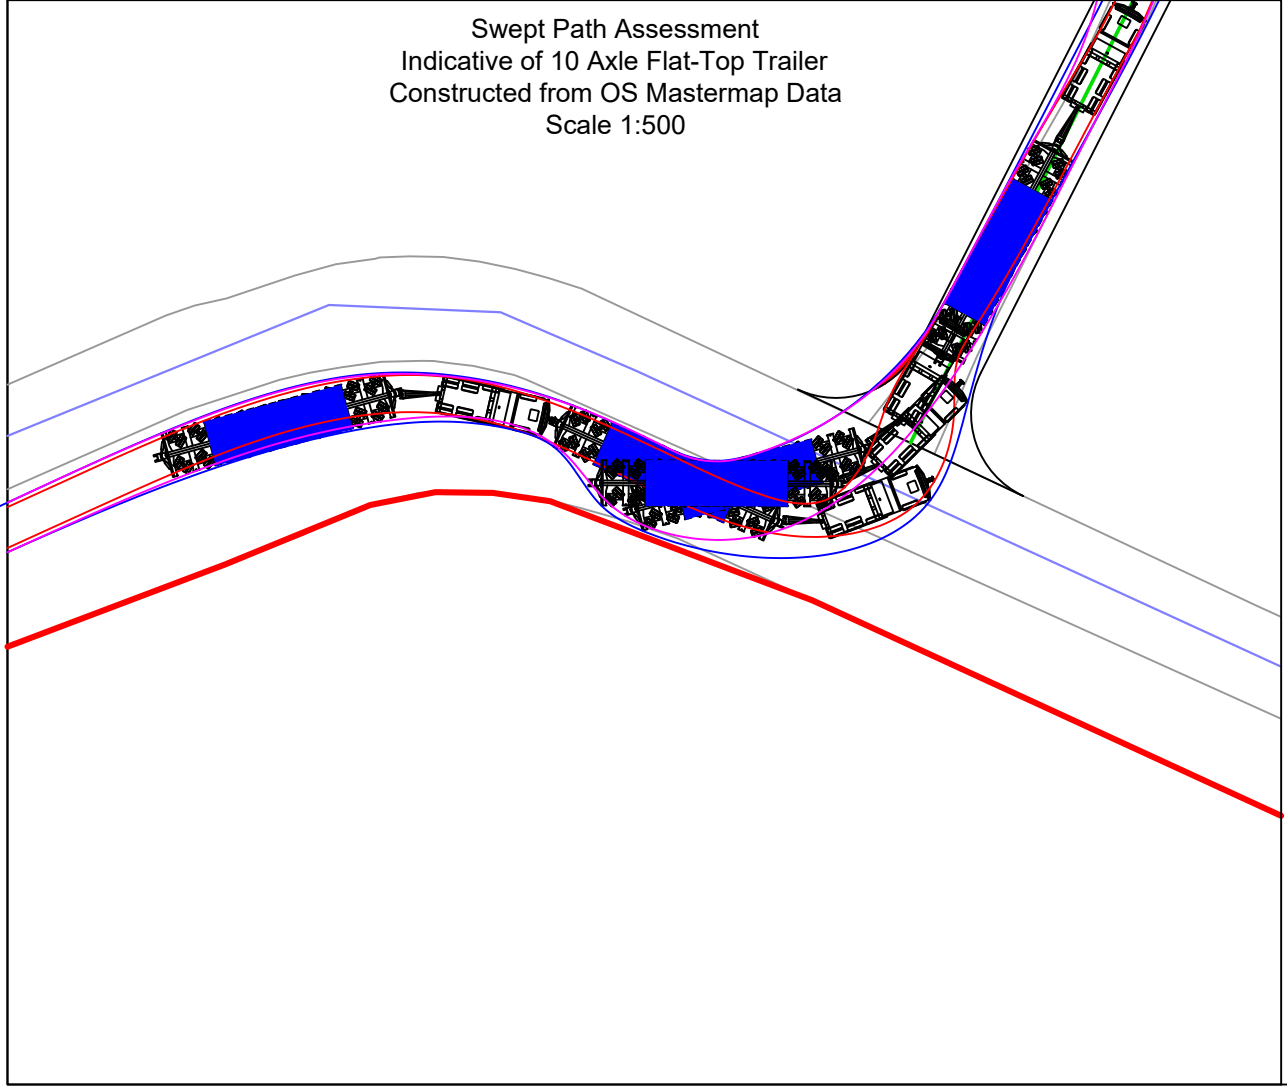 Swept Path Assessment
Indicative of 10 Axle Flat-Top Trailer
Constructed from OS Mastermap Data
Scale 1:500